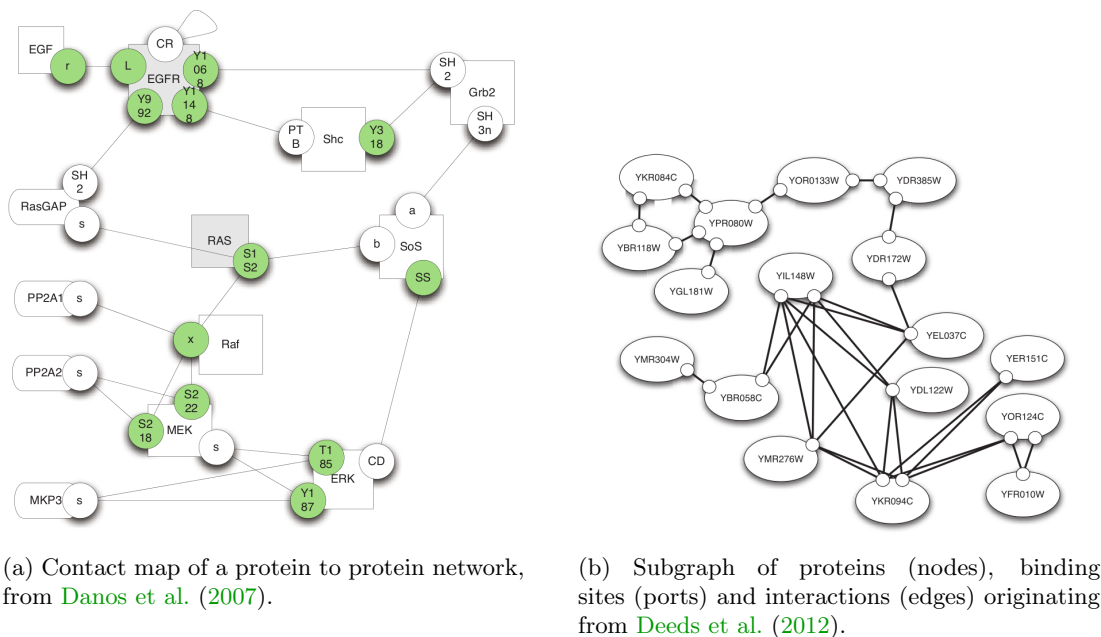 EGF
r
L
CR
EGFR
Y1
06
8
Y9
92
Y1
14
8
SH
2
Grb2
SH
3n
PT
B
Shc
Y3
18
SH
2
RasGAP
s
RAS
S1
S2
a
b
SoS
SS
PP2A1
s
x
Raf
PP2A2
s
S2
22
S2
18
MEK
s
T1
85
CD
ERK
MKP3
s
Y1
87
(a) Contact map of a protein to protein network,
from Danos et al. (2007).
YKR084C
YOR0133W
YDR385W
YPR080W
YBR118W
YDR172W
YGL181W
YIL148W
YEL037C
YMR304W
YER151C
YBR058C
YDL122W
YOR124C
YMR276W
YKR094C
YFR010W
(b) Subgraph of proteins (nodes), binding
sites (ports) and interactions (edges) originating
from Deeds et al. (2012).